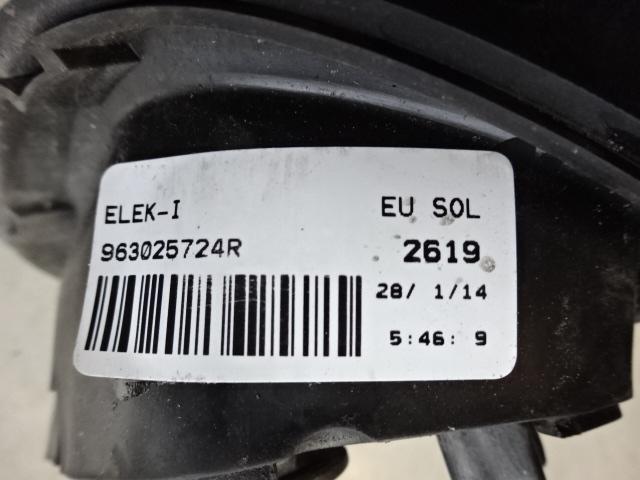 ELEK-I EU SOL
963025724R 2619
28/ 1/14
5:46: 9